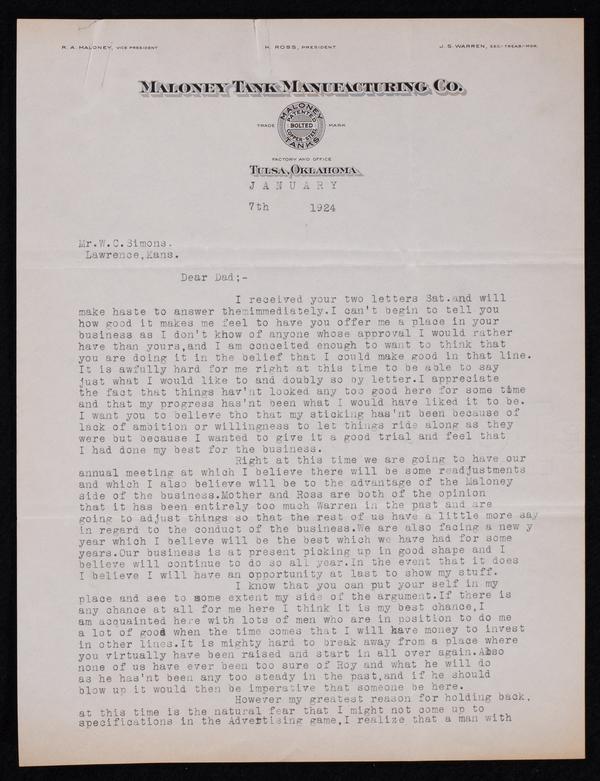 R. A. MALONEY, VICE PRESIDENT
H. ROSS, PRESIDENT
J. S. WARREN, SEC.-TREAS.-MGR.
MALONEY TANK MANUFACTURING CO.
TRADE MARK
MALONEY
PATENTED
BOLTED
COPPER-STEEL
TANKS
FACTORY AND OFFICE
TULSA, OKLAHOMA
J A N U A R Y
7th 1924
Mr.W.C.Simons.
Lawrence,Kans.
Dear Dad;-
I received your two letters Sat.and will
make haste to answer themimmediately.I can't begin to tell you
how good it makes me feel to have you offer me a place in your
business as I don't khow of anyone whose approval I would rather
have than yours,and I am conceited enough to want to think that
you are doing it in the belief that I could make good in that line.
It is awfully hard for me right at this time to be able to say
just what I would like to and doubly so by letter.I appreciate
the fact that things hav'nt looked any too good here for some time
and that my progress has'nt been what I would have liked it to be.
I want you to believe tho that my sticking has'nt been because of
lack of ambition or willingness to let things ride along as they
were but because I wanted to give it a good trial and feel that
I had done my best for the business.
Right at this time we are going to have our
annual meeting at which I believe there will be some readjustments
and which I also believe will be to the advantage of the Maloney
side of the business.Mother and Ross are both of the opinion
that it has been entirely too much Warren in the past and are
going to adjust things so that the rest of us have a little more say
in regard to the conduct of the business.We are also facing a new y
year which I believe will be the best which we have had for some
years.Our business is at present picking up in good shape and I
believe will continue to do so all year.In the event that it does
I believe I will have an opportunity at last to show my stuff.
I know that you can put your self in my
place and see to some extent my side of the argument.If there is
any chance at all for me here I think it is my best chance,I
am acquainted here with lots of men who are in position to do me
a lot of good when the time comes that I will have money to invest
in other lines.It is mighty hard to break away from a place where
you virtually have been raised and start in all over again.Also
none of us have ever been too sure of Roy and what he will do
as he has'nt been any too steady in the past,and if he should
blow up it would then be imperative that someone be here.
However my greatest reason for holding back,
at this time is the natural fear that I might not come up to
specifications in the Advertising game,I realize that a man with